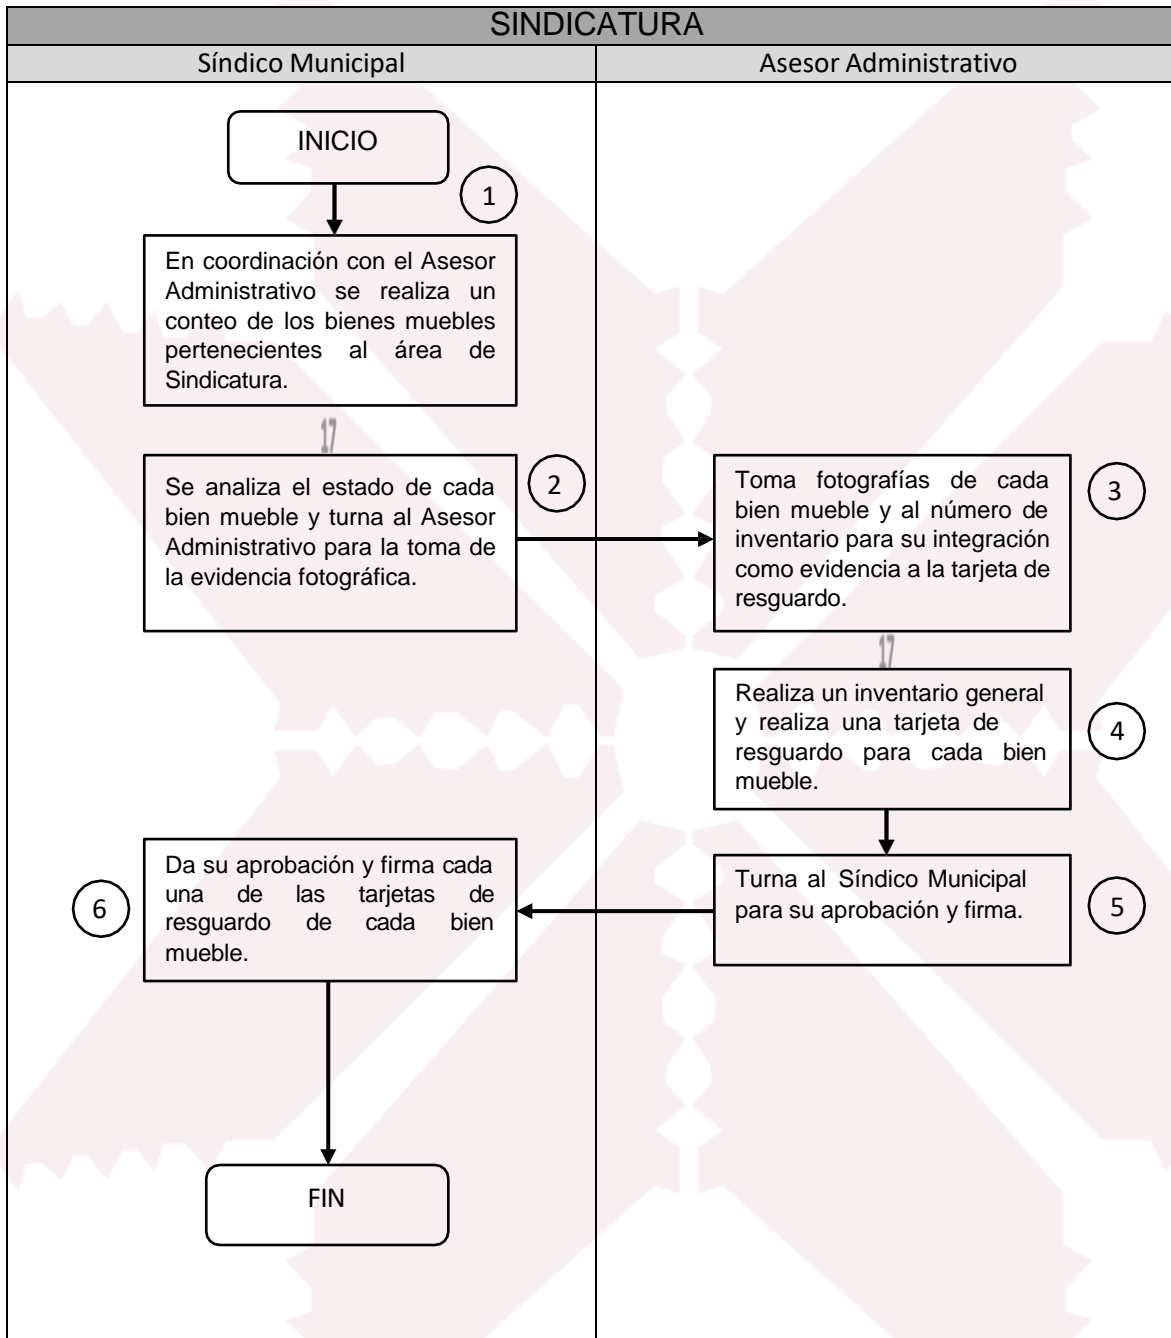 SINDICATURA
Síndico Municipal
Asesor Administrativo
INICIO
1
En coordinación con el Asesor
Administrativo se realiza un
conteo de los bienes muebles
pertenecientes al área de
Sindicatura.
17
Se analiza el estado de cada
bien mueble y turna al Asesor
Administrativo para la toma de
la evidencia fotográfica.
2
Toma fotografías de cada
bien mueble y al número de
inventario para su integración
como evidencia a la tarjeta de
resguardo.
3
17
Realiza un inventario general
y realiza una tarjeta de
resguardo para cada bien
mueble.
4
Turna al Síndico Municipal
para su aprobación y firma.
5
Da su aprobación y firma cada
una de las tarjetas de
resguardo de cada bien
mueble.
6
FIN